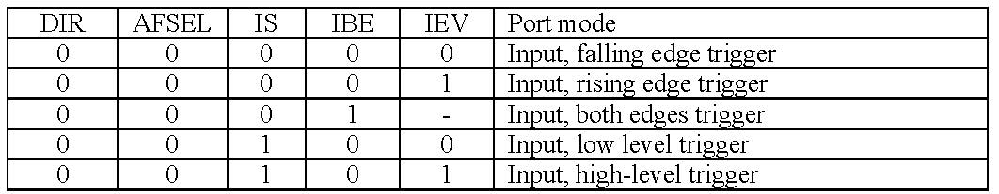 DIR AFSEL IS IBE IEV Port mode
0 0 0 0 0 Input, falling edge trigger
0 0 0 0 1 Input, rising edge trigger
0 0 0 1 - Input, both edges trigger
0 0 1 0 0 Input, low level trigger
0 0 1 0 1 Input, high-level trigger